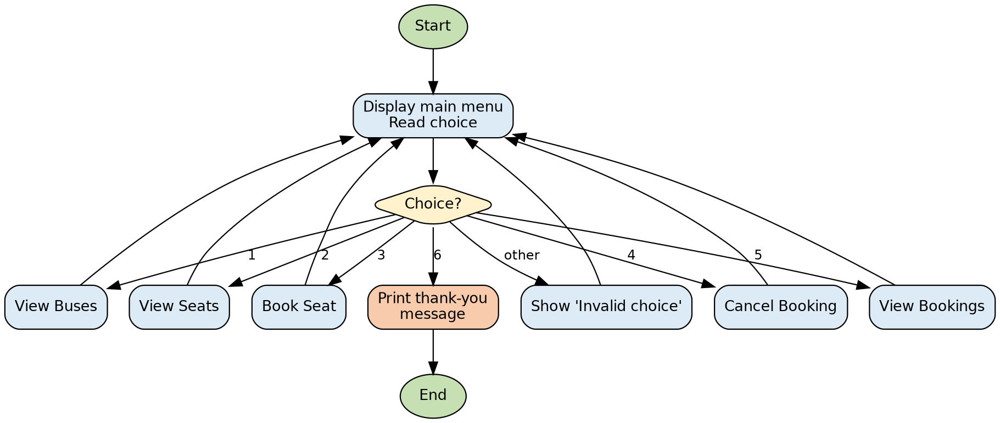 Start
Display main menu
Read choice
Choice?
1
2
3
6
other
4
5
View Buses
View Seats
Book Seat
Print thank-you
message
Show 'Invalid choice'
Cancel Booking
View Bookings
End